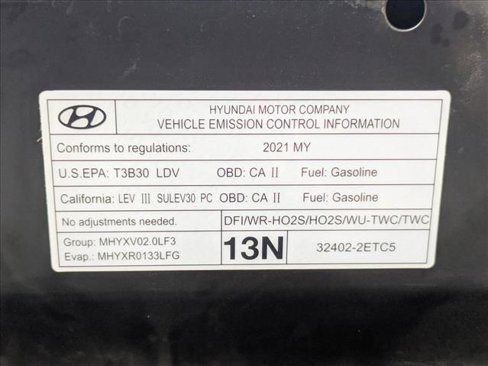 HYUNDAI MOTOR COMPANY
VEHICLE EMISSION CONTROL INFORMATION
Conforms to regulations: 2021 MY
U.S.EPA: T3B30 LDV OBD: CA II Fuel: Gasoline
California: LEV III SULEV30 PC OBD: CA II Fuel: Gasoline
No adjustments needed. DFI/WR-HO2S/HO2S/WU-TWC/TWC
Group: MHYXV02.0LF3
Evap.: MHYXR0133LFG
13N 32402-2ETC5